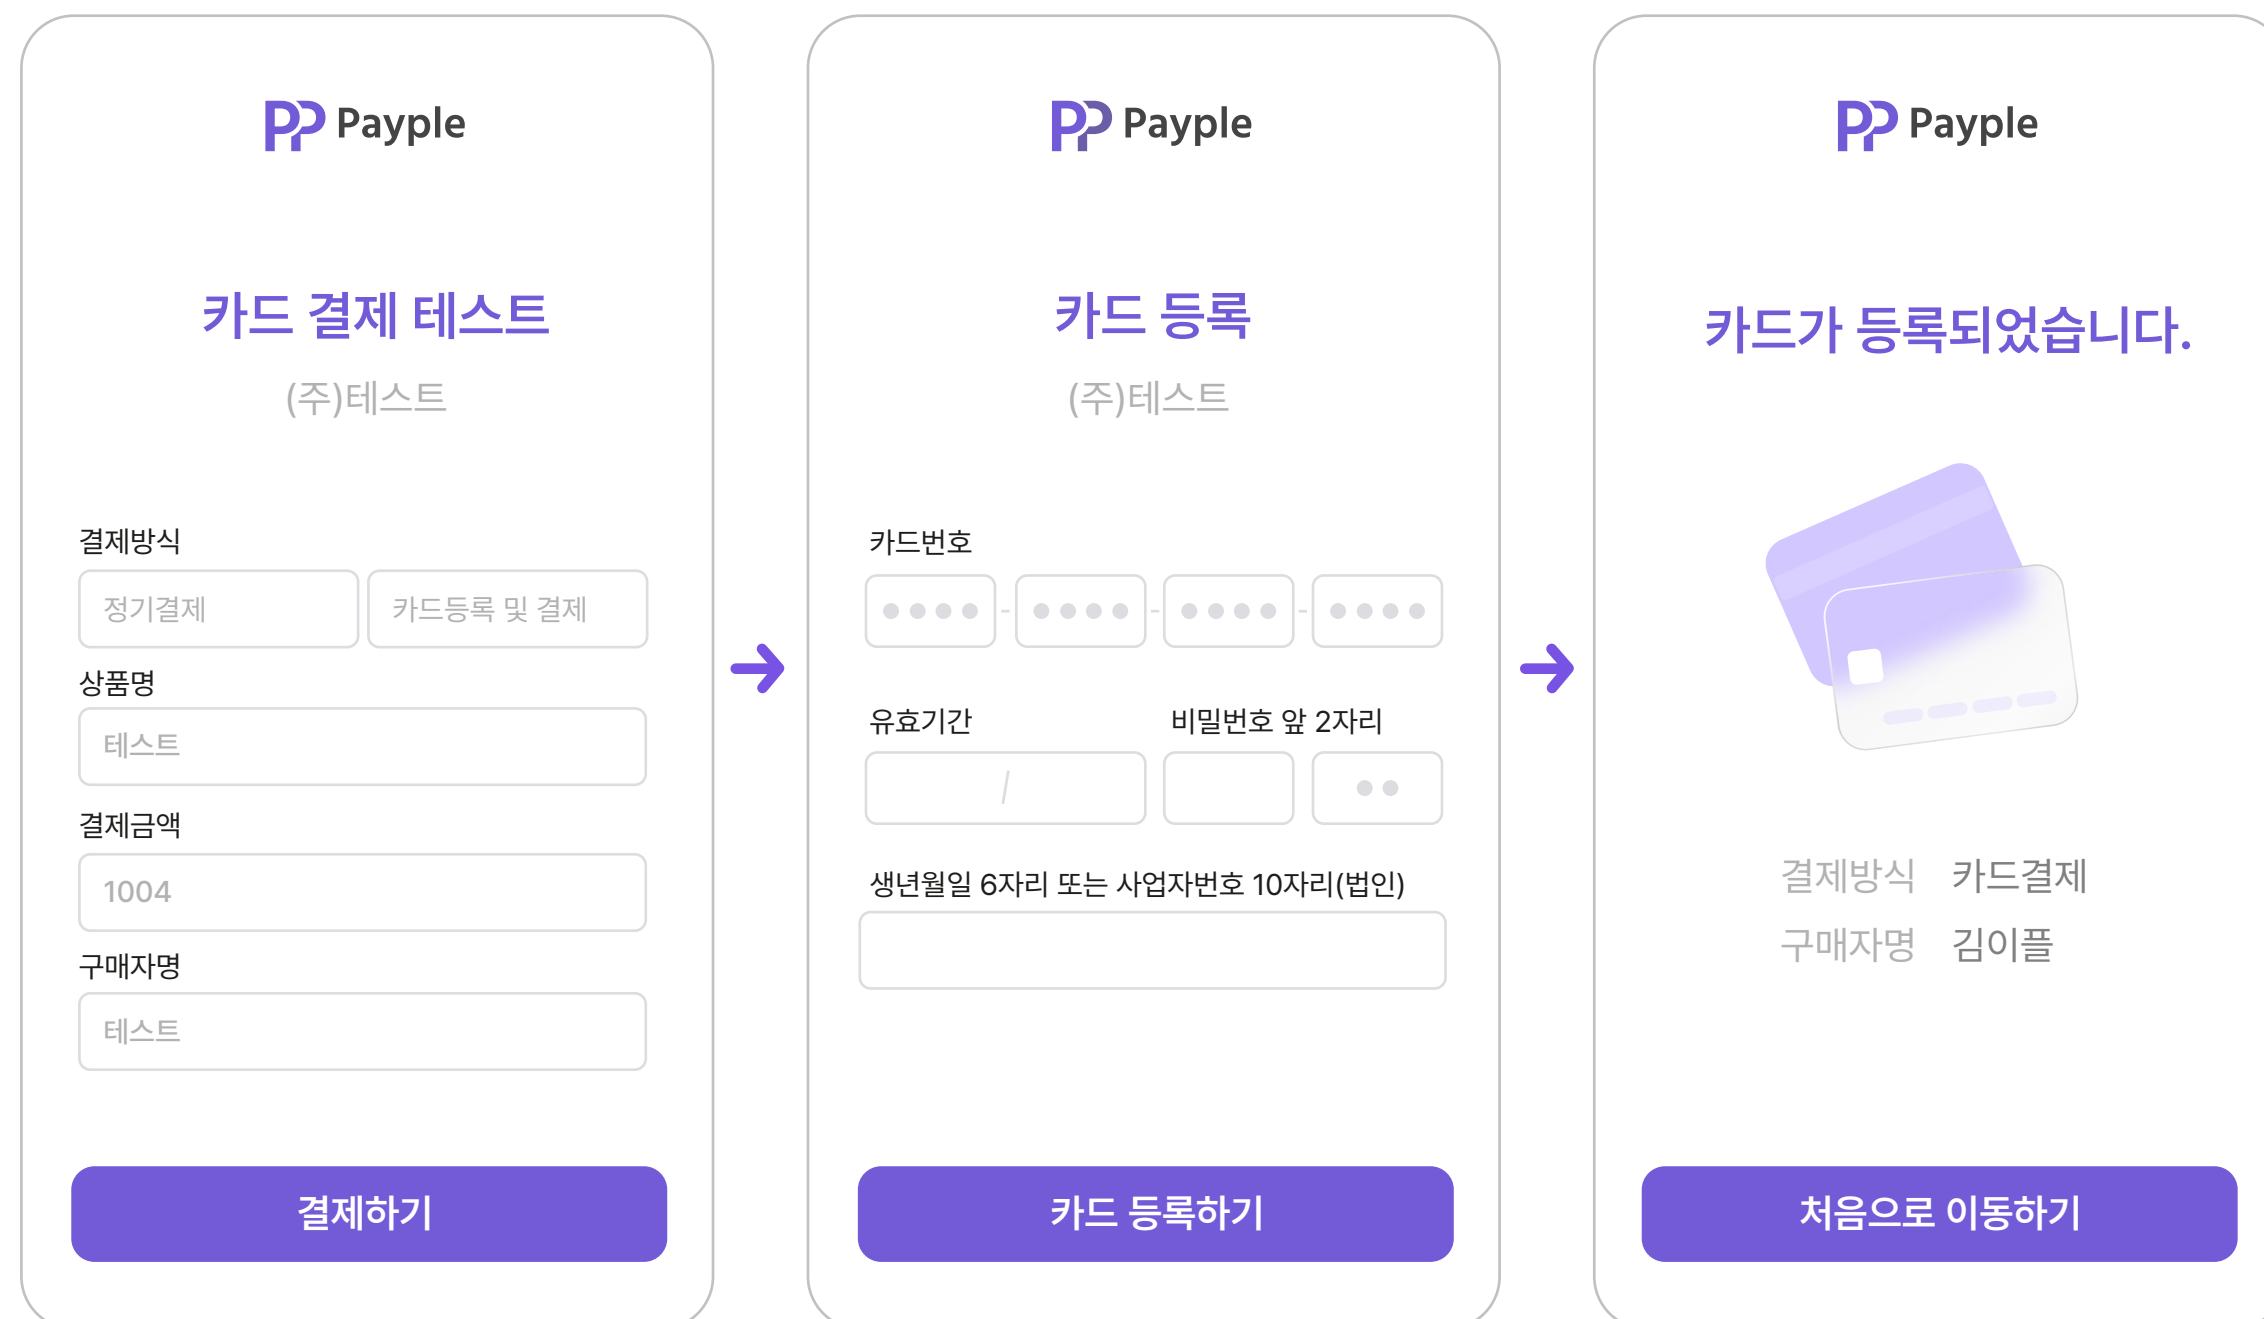 Payple
카드 결제 테스트
(주)테스트
결제방식
정기결제
카드등록 및 결제
상품명
테스트
결제금액
1004
구매자명
테스트
결제하기
Payple
카드 등록
(주)테스트
카드번호
- - -
유효기간
비밀번호 앞 2자리
/
생년월일 6자리 또는 사업자번호 10자리(법인)
카드 등록하기
Payple
카드가 등록되었습니다.
결제방식 카드결제
구매자명 김이플
처음으로 이동하기